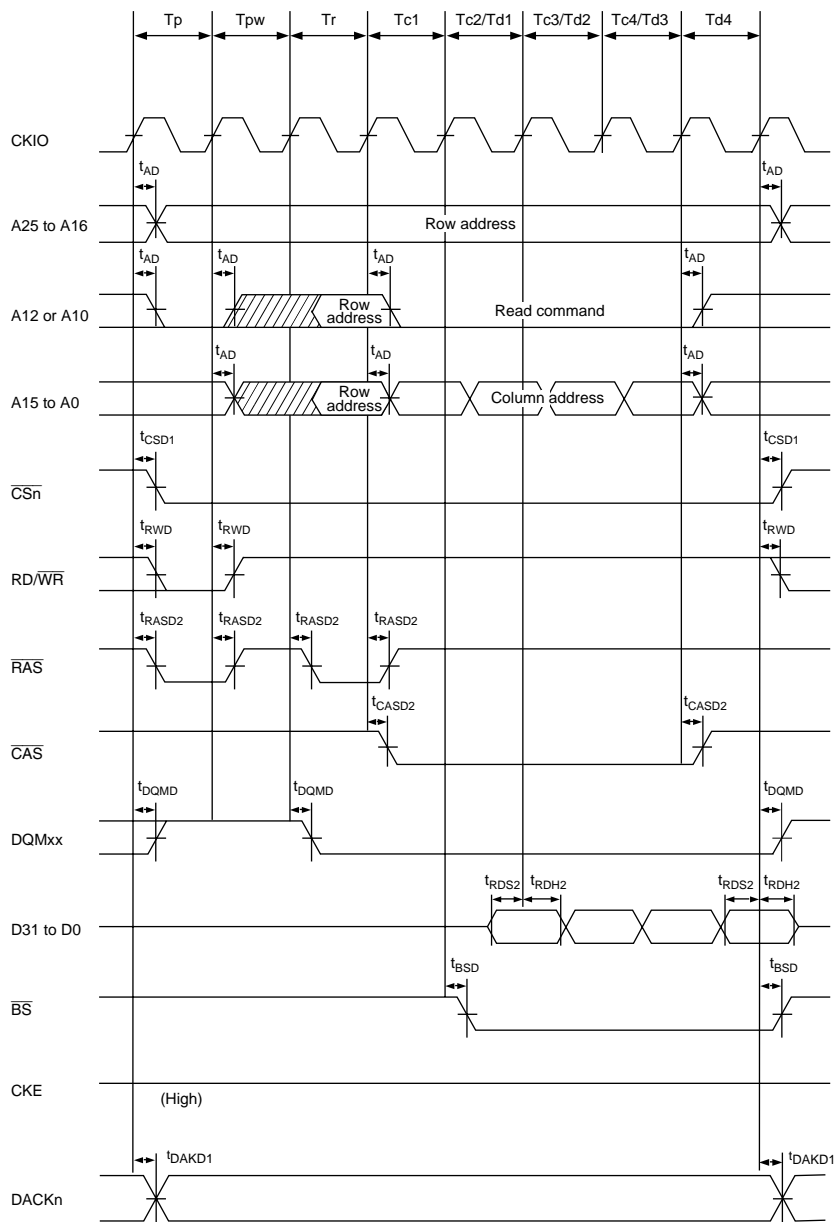 Tp Tpw Tr Tc1 Tc2/Td1 Tc3/Td2 Tc4/Td3 Td4
CKIO
tAD tAD
A25 to A16 Row address
tAD tAD tAD tAD
A12 or A10 Row address Read command
tAD tAD tAD
A15 to A0 Row address Column address
tCSD1 tCSD1
CSn
tRWD tRWD tRWD
RD/WR
tRASD2 tRASD2 tRASD2 tRASD2
RAS
tCASD2 tCASD2
CAS
tDQMD tDQMD tDQMD
DQMxx
tRDS2 tRDH2 tRDS2 tRDH2
D31 to D0
tBSD tBSD
BS
CKE
(High)
tDAKD1 tDAKD1
DACKn